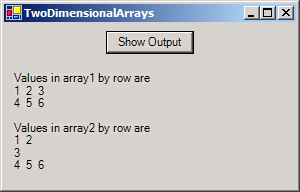 TwoDimensionalArrays
Show Output
Values in array1 by row are
1 2 3
4 5 6
Values in array2 by row are
1 2
3
4 5 6